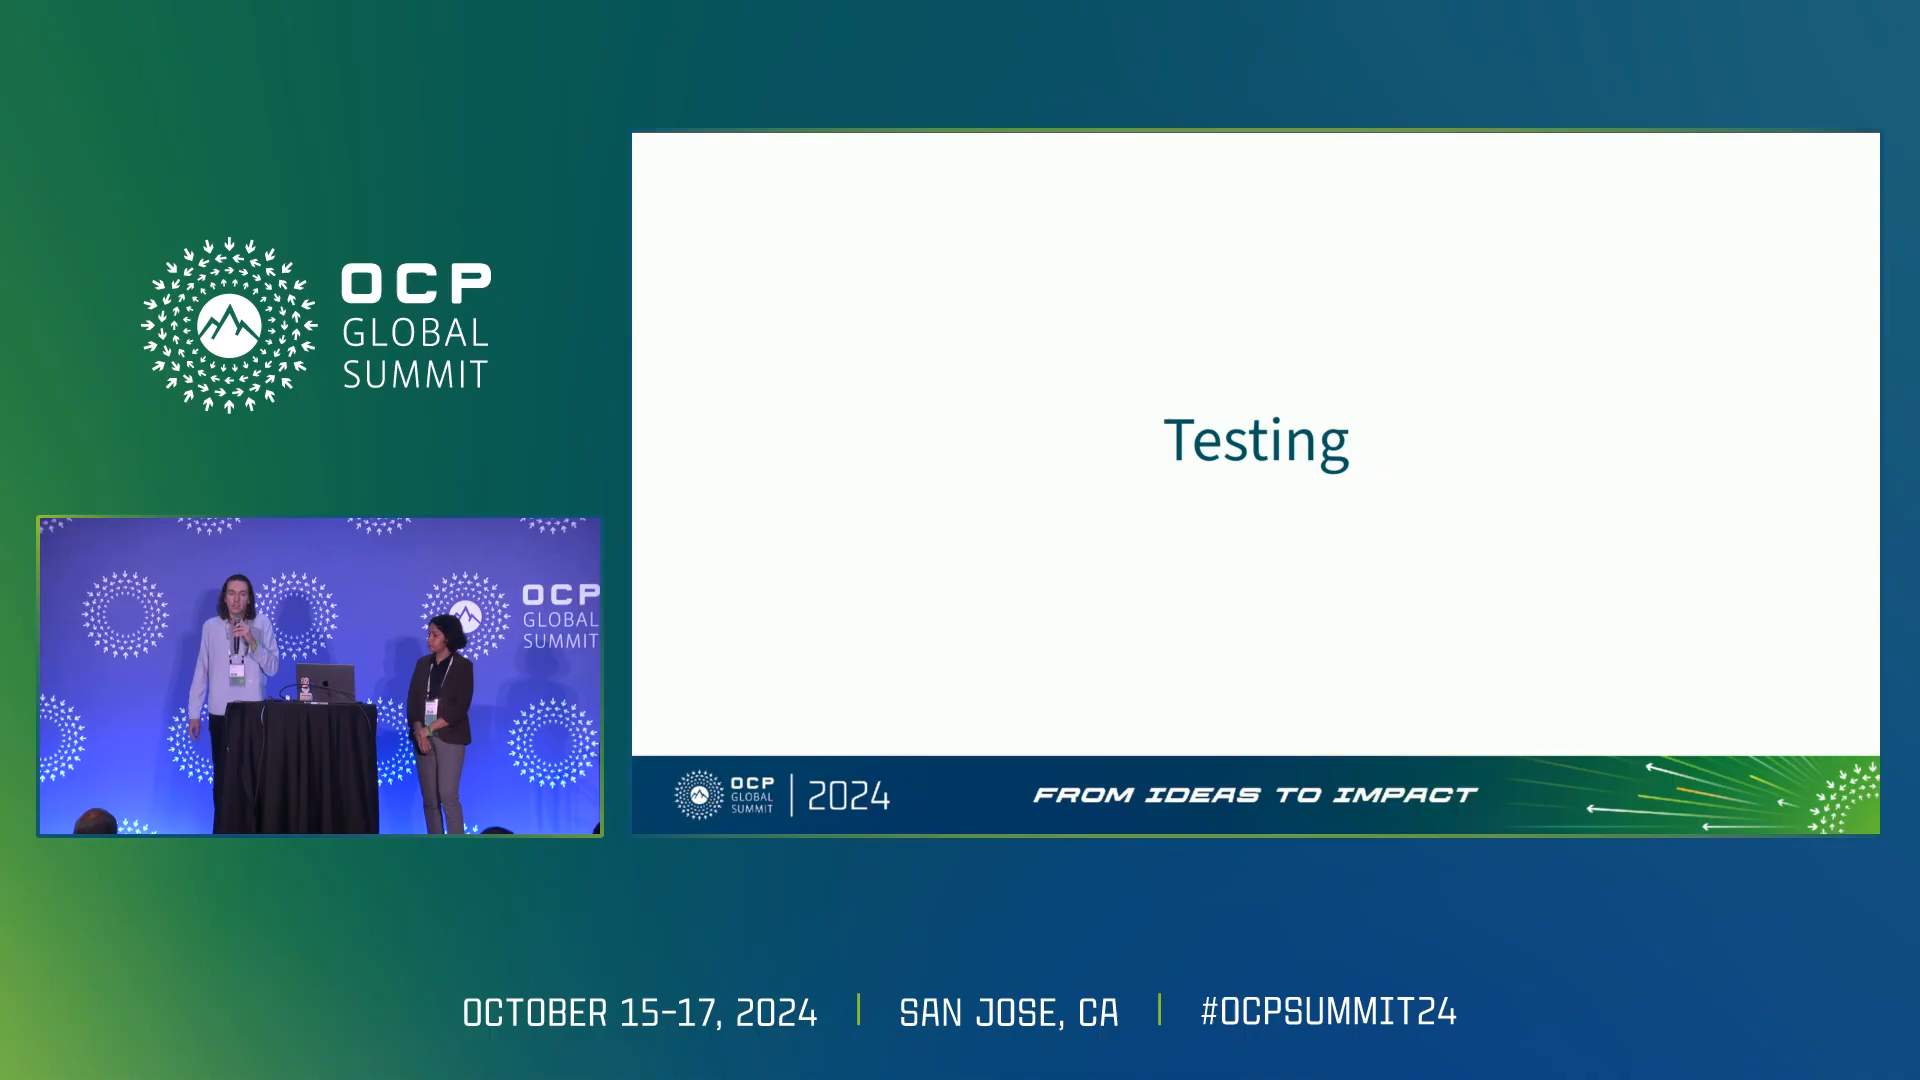 OCP
GLOBAL
SUMMIT
Testing
OCP
GLOBAL
SUMMIT
OCP
GLOBAL
SUMMIT
2024
FROM IDEAS TO IMPACT
OCTOBER 15-17, 2024
SAN JOSE, CA
#OCPSUMMIT24